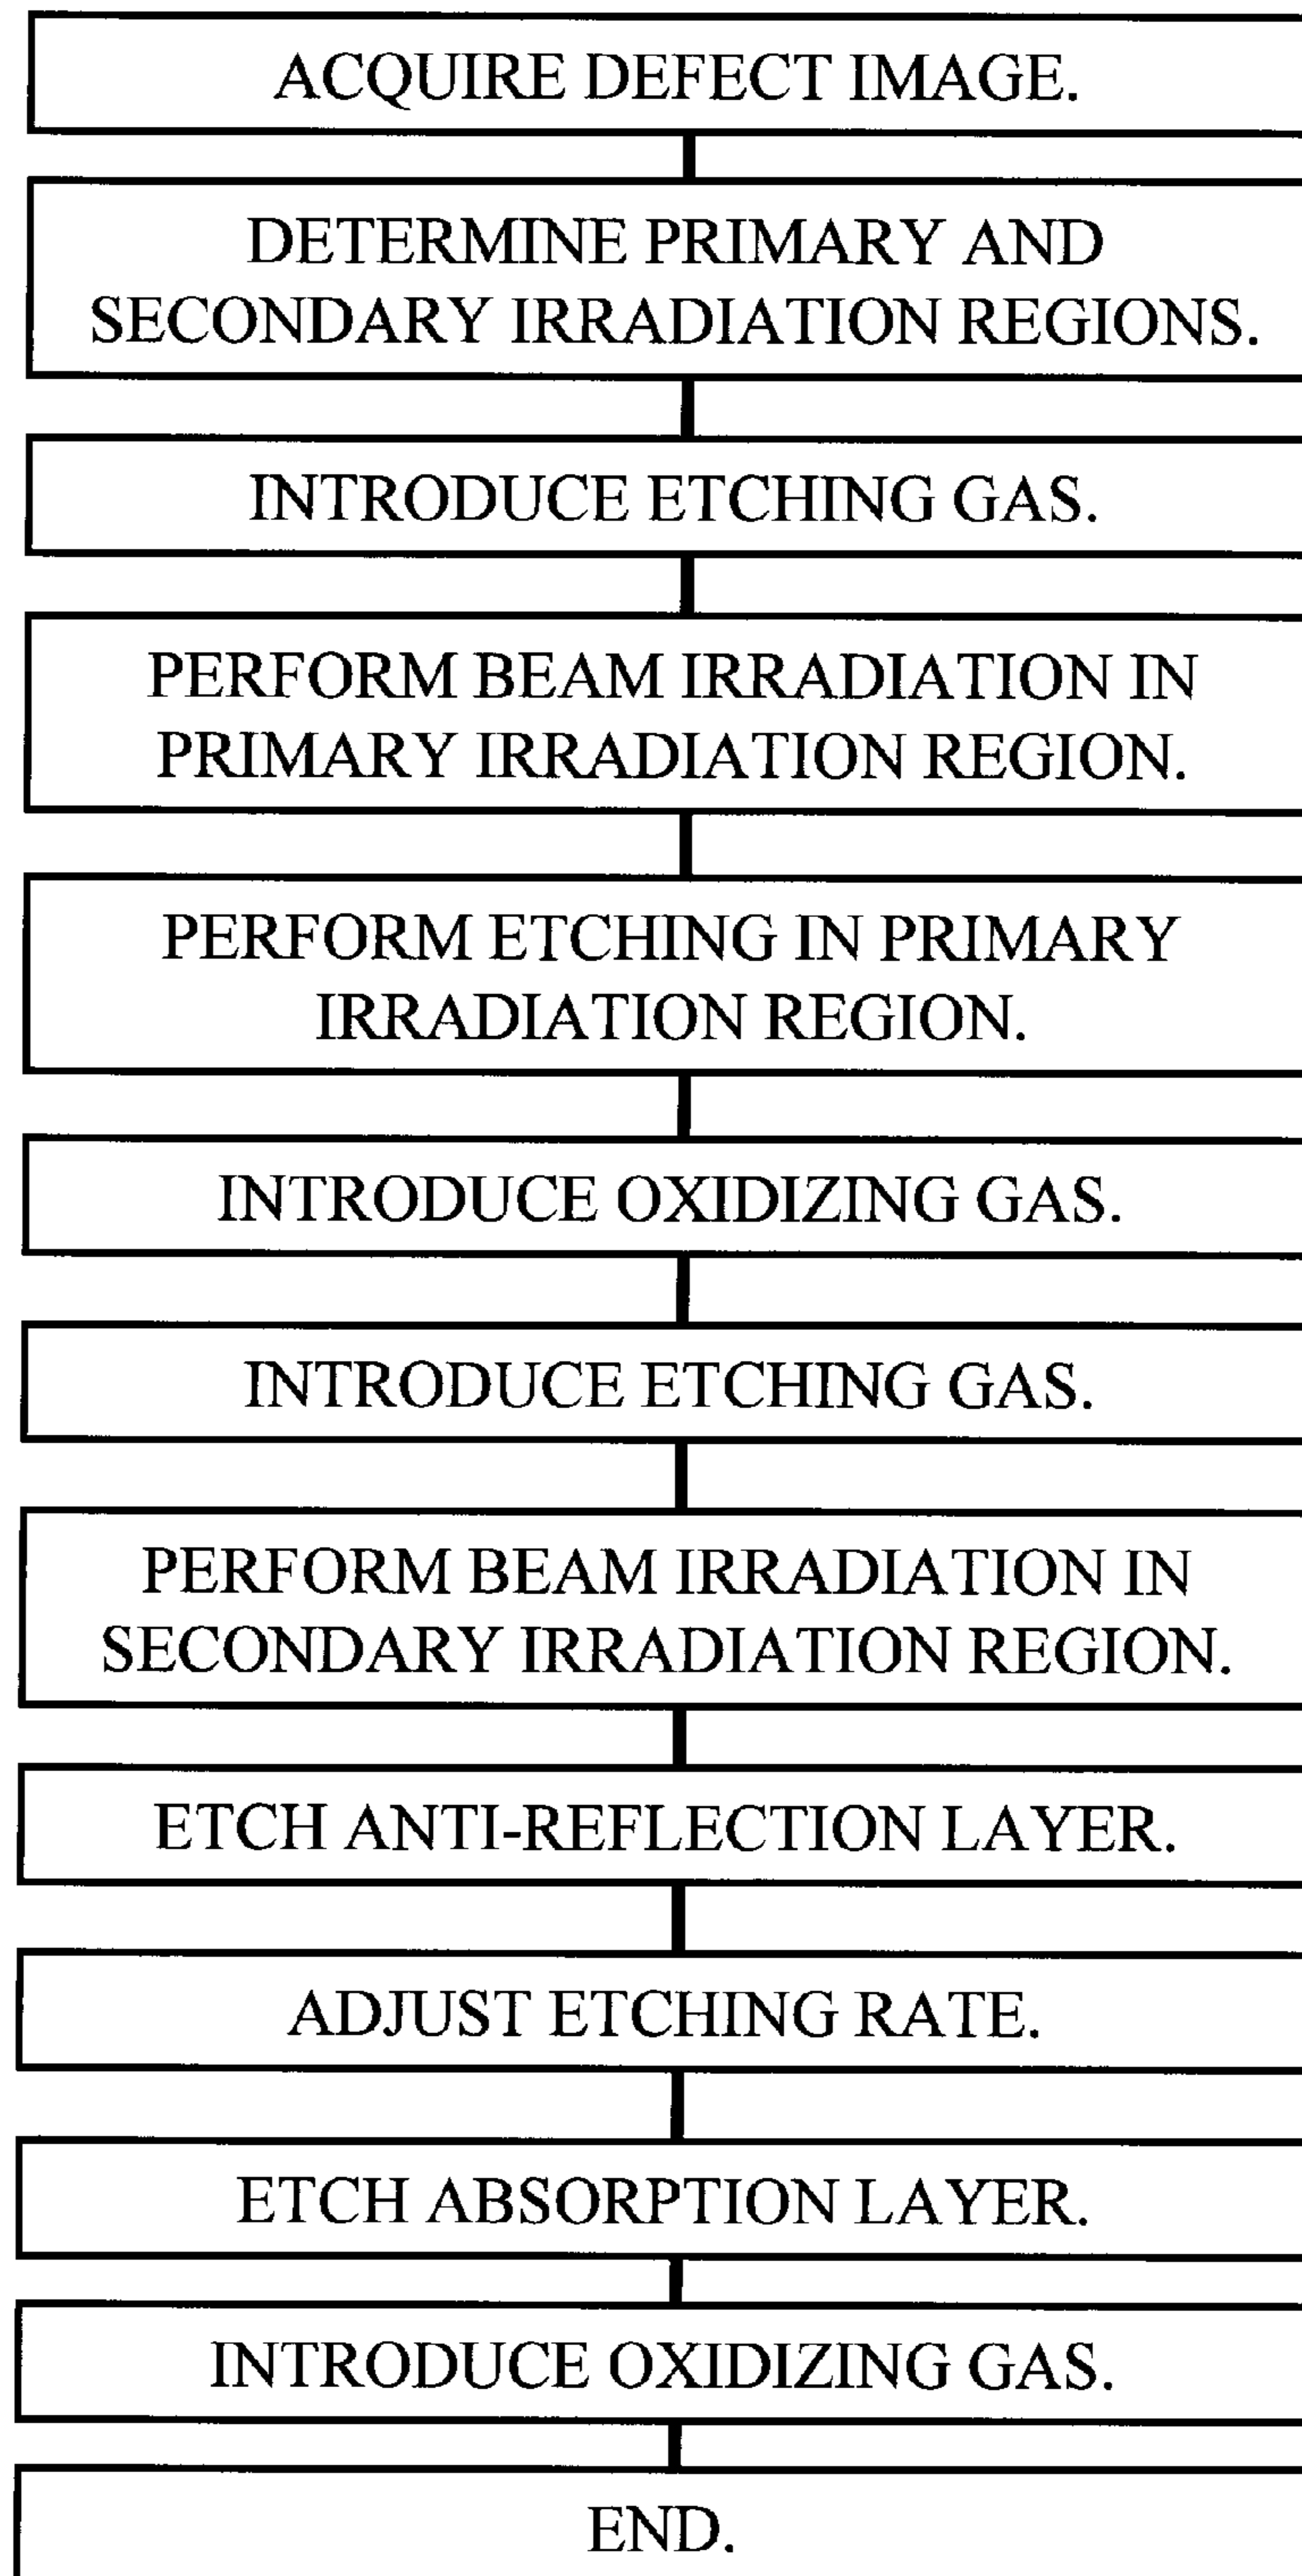 ACQUIRE DEFECT IMAGE.
DETERMINE PRIMARY AND
SECONDARY IRRADIATION REGIONS.
INTRODUCE ETCHING GAS.
PERFORM BEAM IRRADIATION IN
PRIMARY IRRADIATION REGION.
PERFORM ETCHING IN PRIMARY
IRRADIATION REGION.
INTRODUCE OXIDIZING GAS.
INTRODUCE ETCHING GAS.
PERFORM BEAM IRRADIATION IN
SECONDARY IRRADIATION REGION.
ETCH ANTI-REFLECTION LAYER.
ADJUST ETCHING RATE.
ETCH ABSORPTION LAYER.
INTRODUCE OXIDIZING GAS.
END.